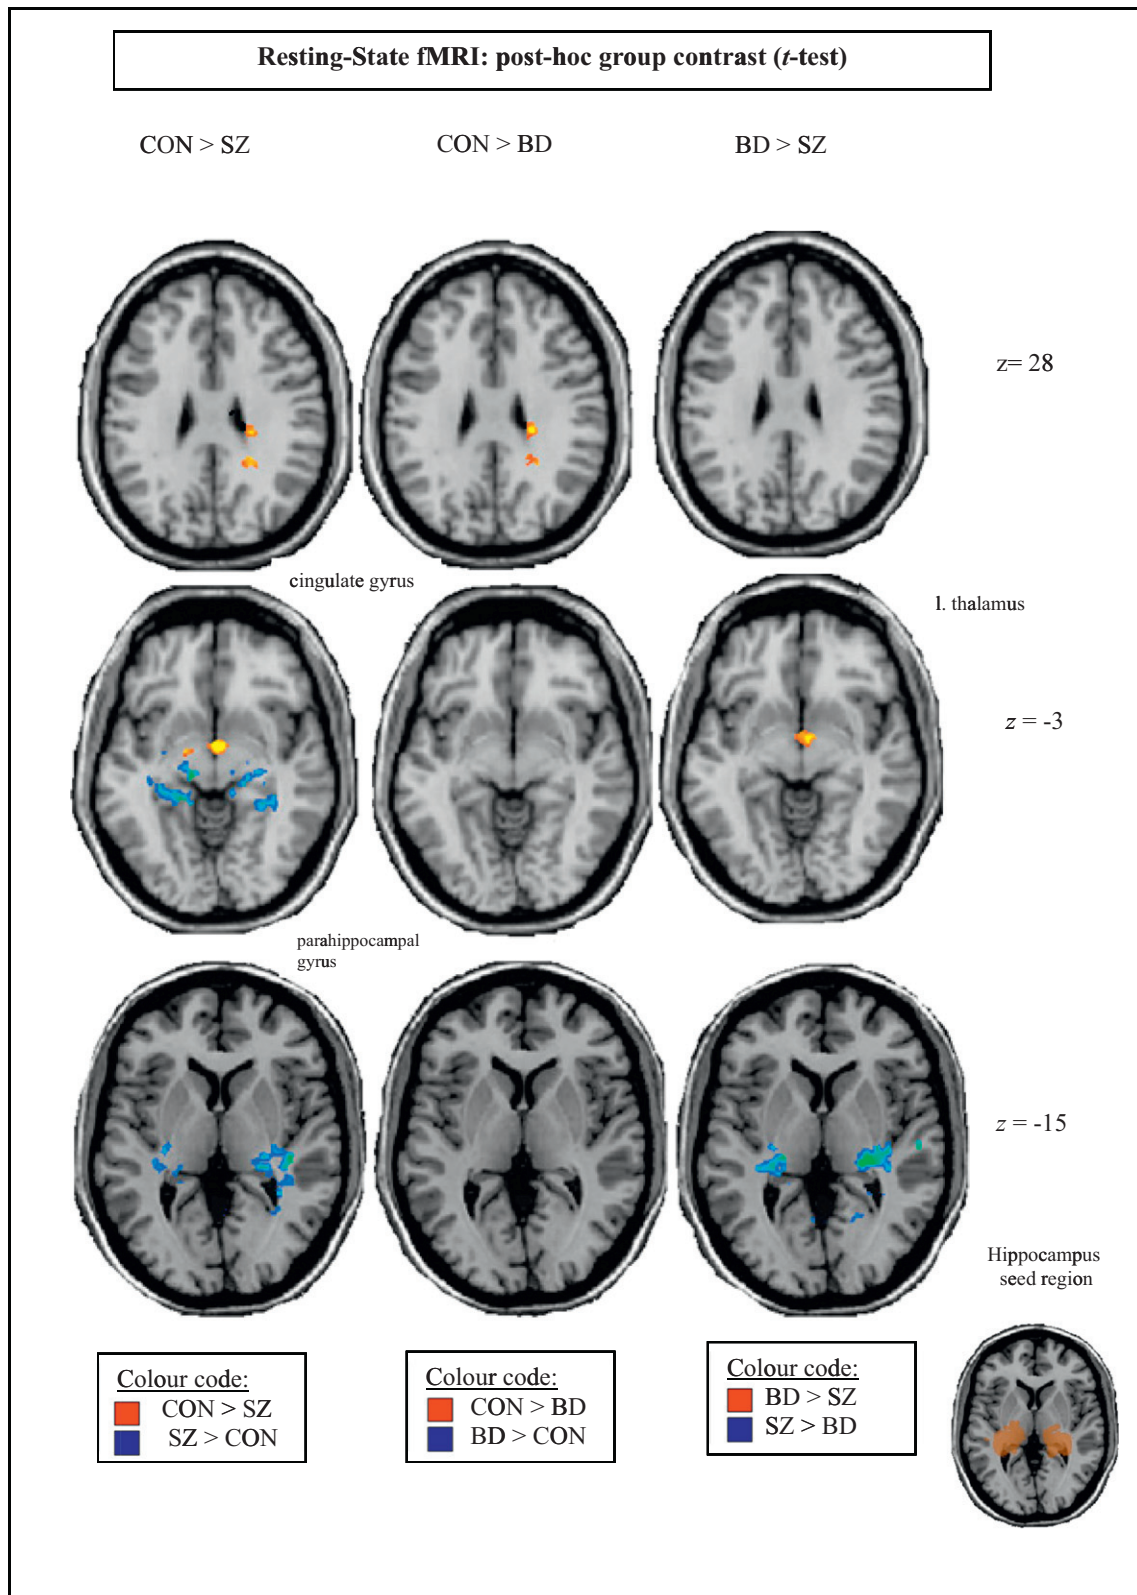 Resting-State fMRI: post-hoc group contrast (t-test)
CON > SZ
CON > BD
BD > SZ
z= 28
cingulate gyrus
l. thalamus
z = -3
parahippocampal
gyrus
z = -15
Hippocampus
seed region
Colour code:
CON > SZ
SZ > CON
Colour code:
CON > BD
BD > CON
Colour code:
BD > SZ
SZ > BD